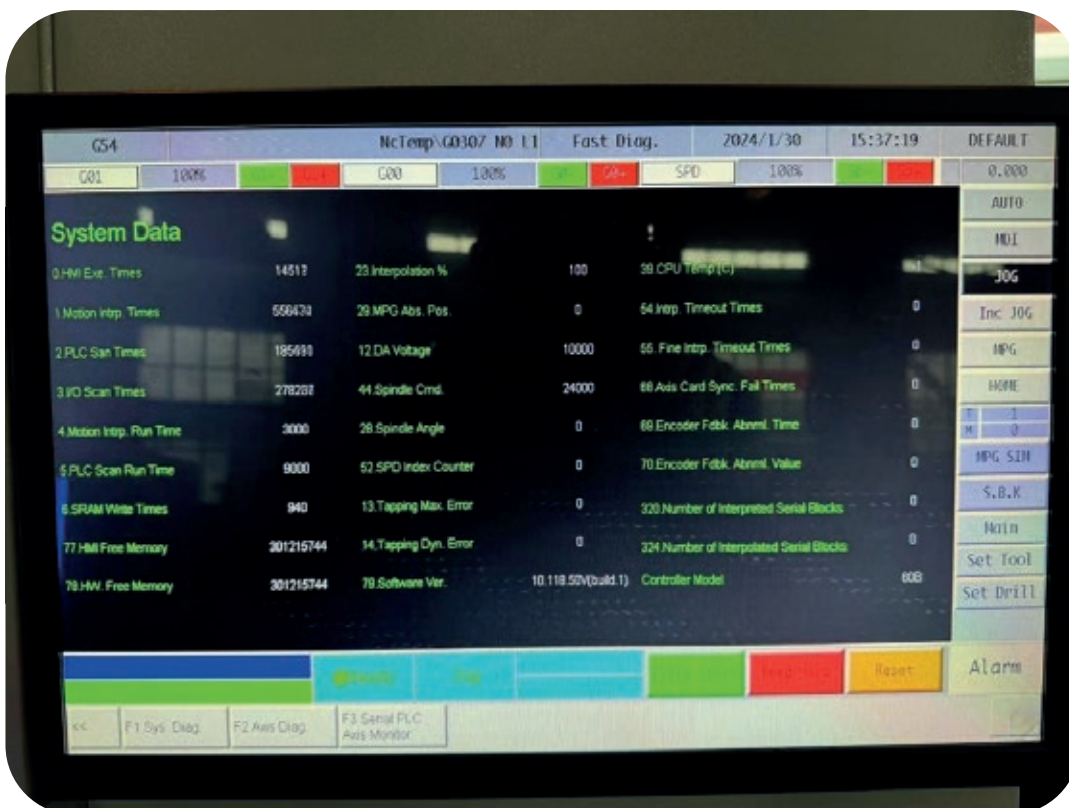 G54 NcTemp\G0307 N0 L1 Fast Diag. 2024/1/30 15:37:19 DEFAULT
G01 100% G00 100% G0+ SPD 100% 0.000
AUTO
System Data
MDI
0.HMI Exe. Times 23.Interpolation % 100 39.CPU Temp(C)
JOG
1.Motion Intrp. Times 29.MPG Abs. Pos. 0 54.Intrp. Timeout Times 0
Inc JOG
2.PLC San Times 12.DA Voltage 10000 55. Fine Intrp. Timeout Times 0
MPG
3.I/O Scan Times 44.Spindle Cmd. 24000 68.Axis Card Sync. Fail Times 0
HOME
T -1
M 0
4.Motion Intrp. Run Time 3000 28.Spindle Angle 0 69.Encoder Fdbk. Abnml. Time 0
MPG SIM
5.PLC Scan Run Time 9000 52.SPD Index Counter 0 70.Encoder Fdbk. Abnml. Value 0
S.B.K
6.SRAM Write Times 940 13.Tapping Max. Error 0 320.Number of Interpreted Serial Blocks 0
Main
77.HMI Free Memory 301215744 14.Tapping Dyn. Error 0 324.Number of Interpolated Serial Blocks 0
Set Tool
78.HW. Free Memory 301215744 79.Software Ver. 10.118.50V(build.1) Controller Model 60B
Set Drill
Reset Alarm
<< F1 Sys. Diag. F2 Axis Diag. F3 Serial PLC
Axis Monitor